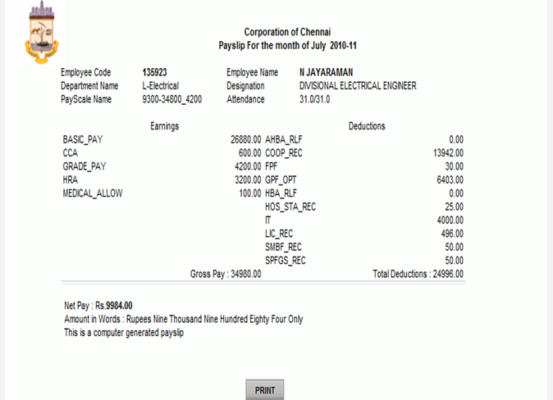 Corporation of Chennai
Payslip For the month of July 2010-11
Employee Code 135923 Employee Name N JAYARAMAN
Department Name L-Electrical Designation DIVISIONAL ELECTRICAL ENGINEER
PayScale Name 9300-34800_4200 Attendance 31.0/31.0
Earnings Deductions
BASIC_PAY 26880.00 AHBA_RLF 0.00
CCA 600.00 COOP_REC 13942.00
GRADE_PAY 4200.00 FPF 30.00
HRA 3200.00 GPF_OPT 6403.00
MEDICAL_ALLOW 100.00 HBA_RLF 0.00
HOS_STA_REC 25.00
IT 4000.00
LIC_REC 496.00
SMBF_REC 50.00
SPFGS_REC 50.00
Gross Pay : 34980.00 Total Deductions : 24996.00
Net Pay : Rs.9984.00
Amount in Words : Rupees Nine Thousand Nine Hundred Eighty Four Only
This is a computer generated payslip
PRINT